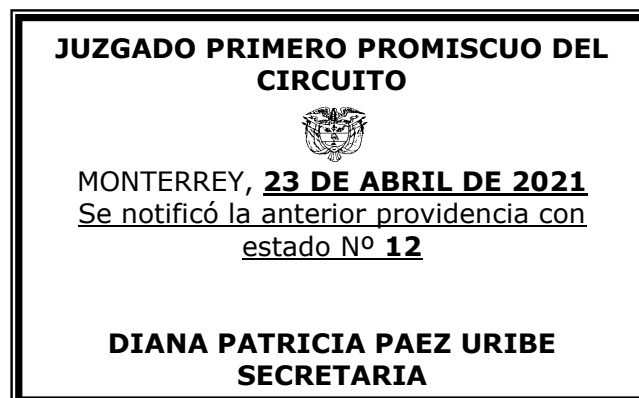 JUZGADO PRIMERO PROMISCUO DEL
CIRCUITO
MONTERREY, 23 DE ABRIL DE 2021
Se notificó la anterior providencia con
estado Nº 12
DIANA PATRICIA PAEZ URIBE
SECRETARIA